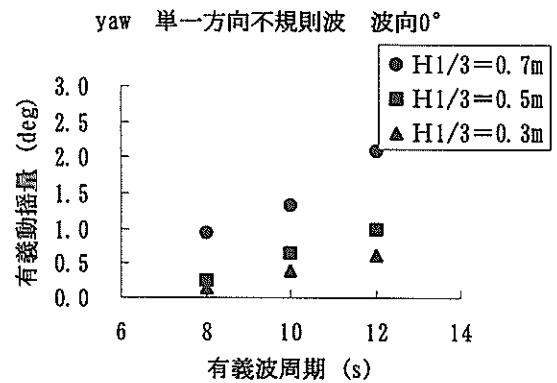 yaw 単一方向不規則波 波向0°
H1/3=0.7m
H1/3=0.5m
H1/3=0.3m
有義動揺量 (deg)
3.0
2.5
2.0
1.5
1.0
0.5
0.0
6 8 10 12 14
有義波周期 (s)